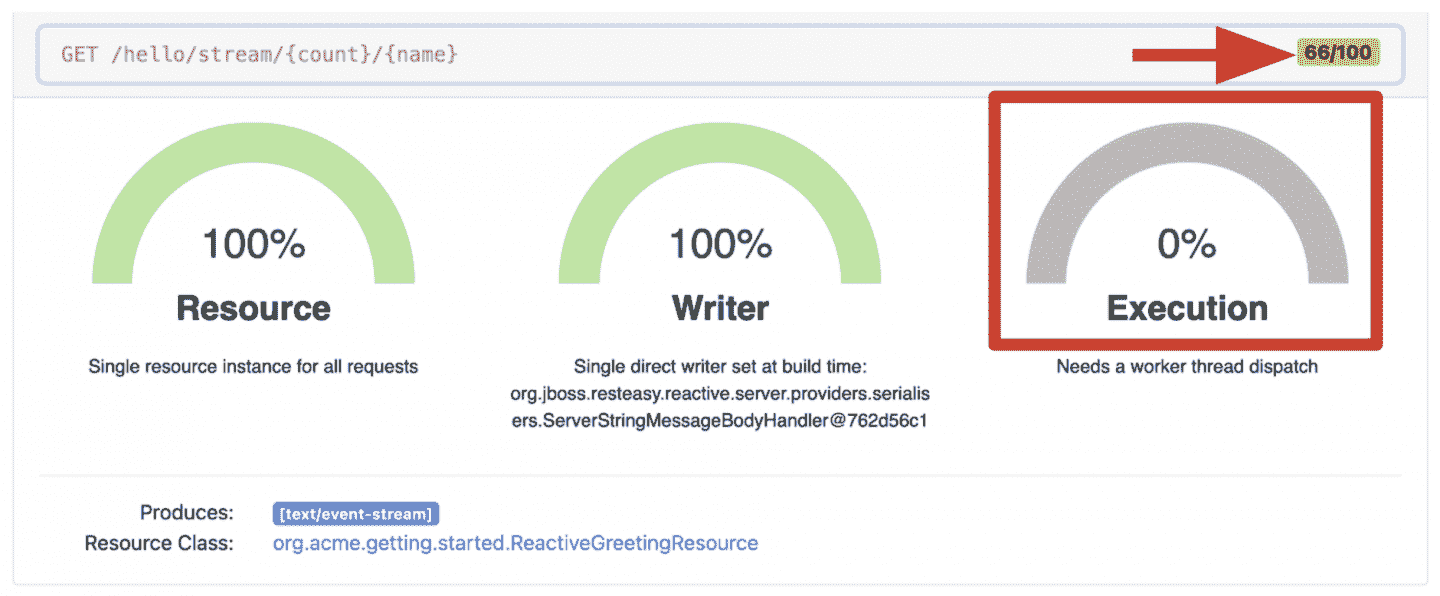 GET /hello/stream/{count}/{name}
66/100
100%
Resource
Single resource instance for all requests
100%
Writer
Single direct writer set at build time:
org.jboss.resteasy.reactive.server.providers.serialis
ers.ServerStringMessageBodyHandler@762d56c1
0%
Execution
Needs a worker thread dispatch
Produces: [text/event-stream]
Resource Class: org.acme.getting.started.ReactiveGreetingResource